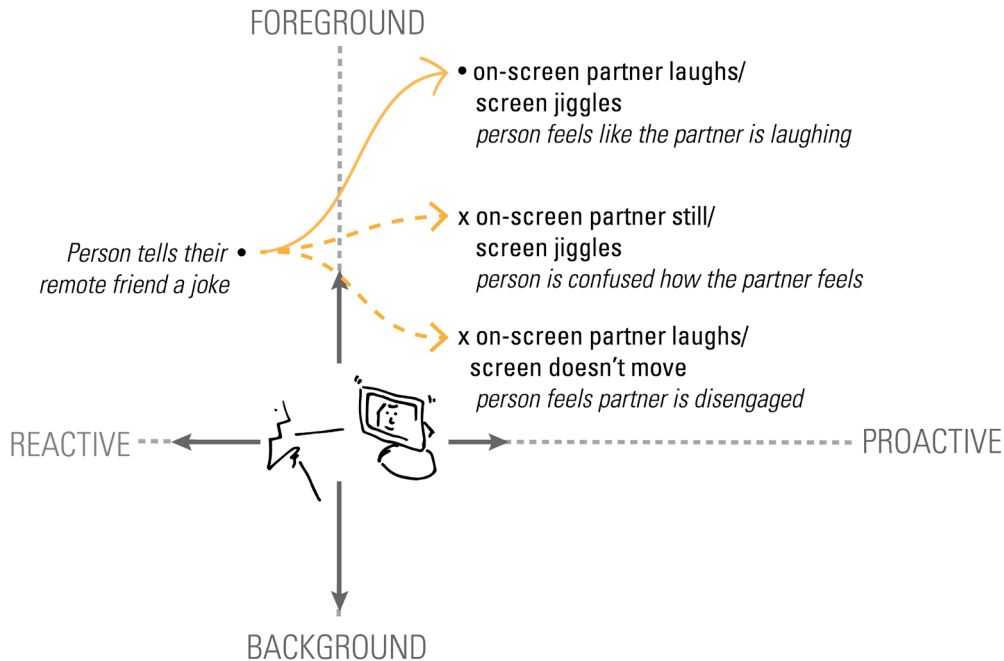 FOREGROUND
• on-screen partner laughs/
screen jiggles
person feels like the partner is laughing
x on-screen partner still/
screen jiggles
person is confused how the partner feels
Person tells their •
remote friend a joke
x on-screen partner laughs/
screen doesn't move
person feels partner is disengaged
REACTIVE
PROACTIVE
BACKGROUND